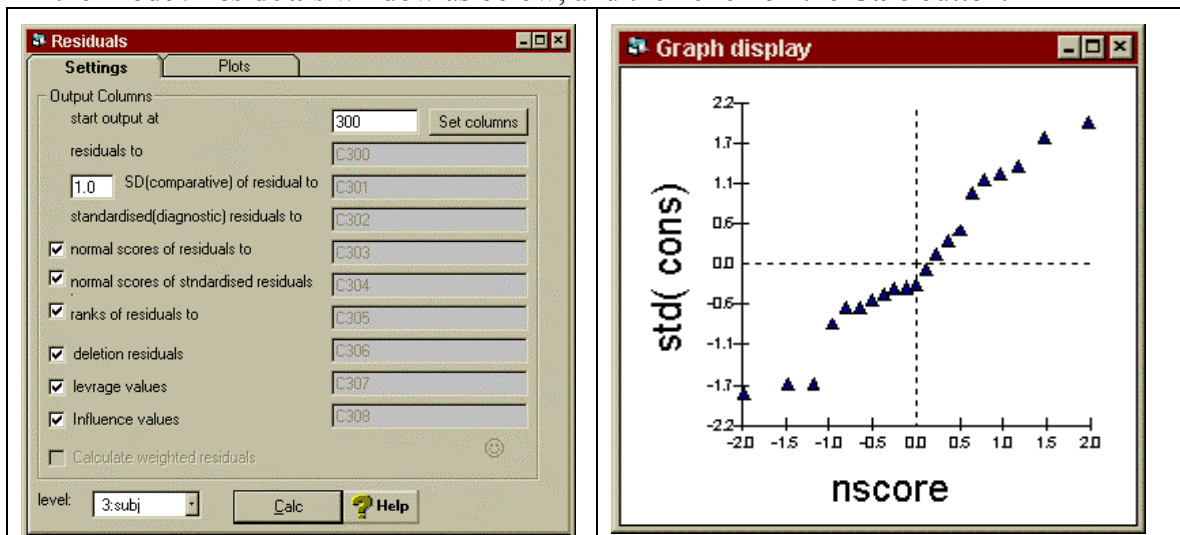 Residuals
Settings Plots
Output Columns
start output at 300 Set columns
residuals to C300
1.0 SD(comparative) of residual to C301
standardised(diagnostic) residuals to C302
normal scores of residuals to C303
normal scores of stndardised residuals C304
ranks of residuals to C305
deletion residuals C306
levrage values C307
Influence values C308
Calculate weighted residuals
level: 3:subj Calc Help
Graph display
std( cons)
2.2
1.7
1.1
0.6
0.0
-0.6
-1.1
-1.7
-2.2
-2.0 -1.5 -1.0 -0.5 0.0 0.5 1.0 1.5 2.0
nscore